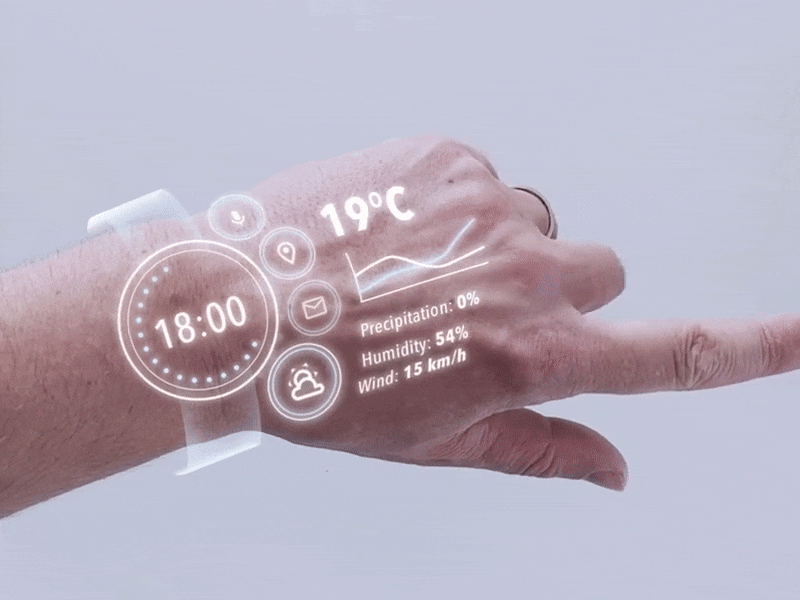 18:00
19°C
Precipitation: 0%
Humidity: 54%
Wind: 15 km/h